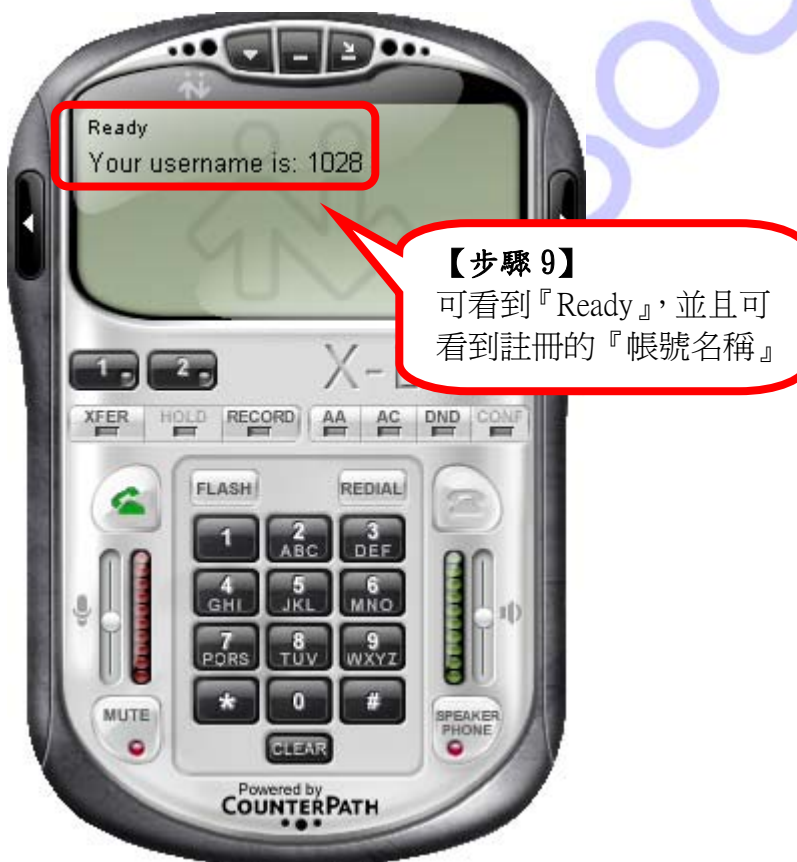 Ready
Your username is: 1028
【步驟 9】
可看到『Ready』，並且可
看到註冊的『帳號名稱』
1 2
XFER HOLD RECORD AA AC DND CONF
FLASH REDIAL
1 2 3
ABC DEF
4 5 6
GHI JKL MNO
7 8 9
PQRS TUV WXYZ
* 0 #
MUTE
SPEAKER
PHONE
CLEAR
Powered by
COUNTERPATH